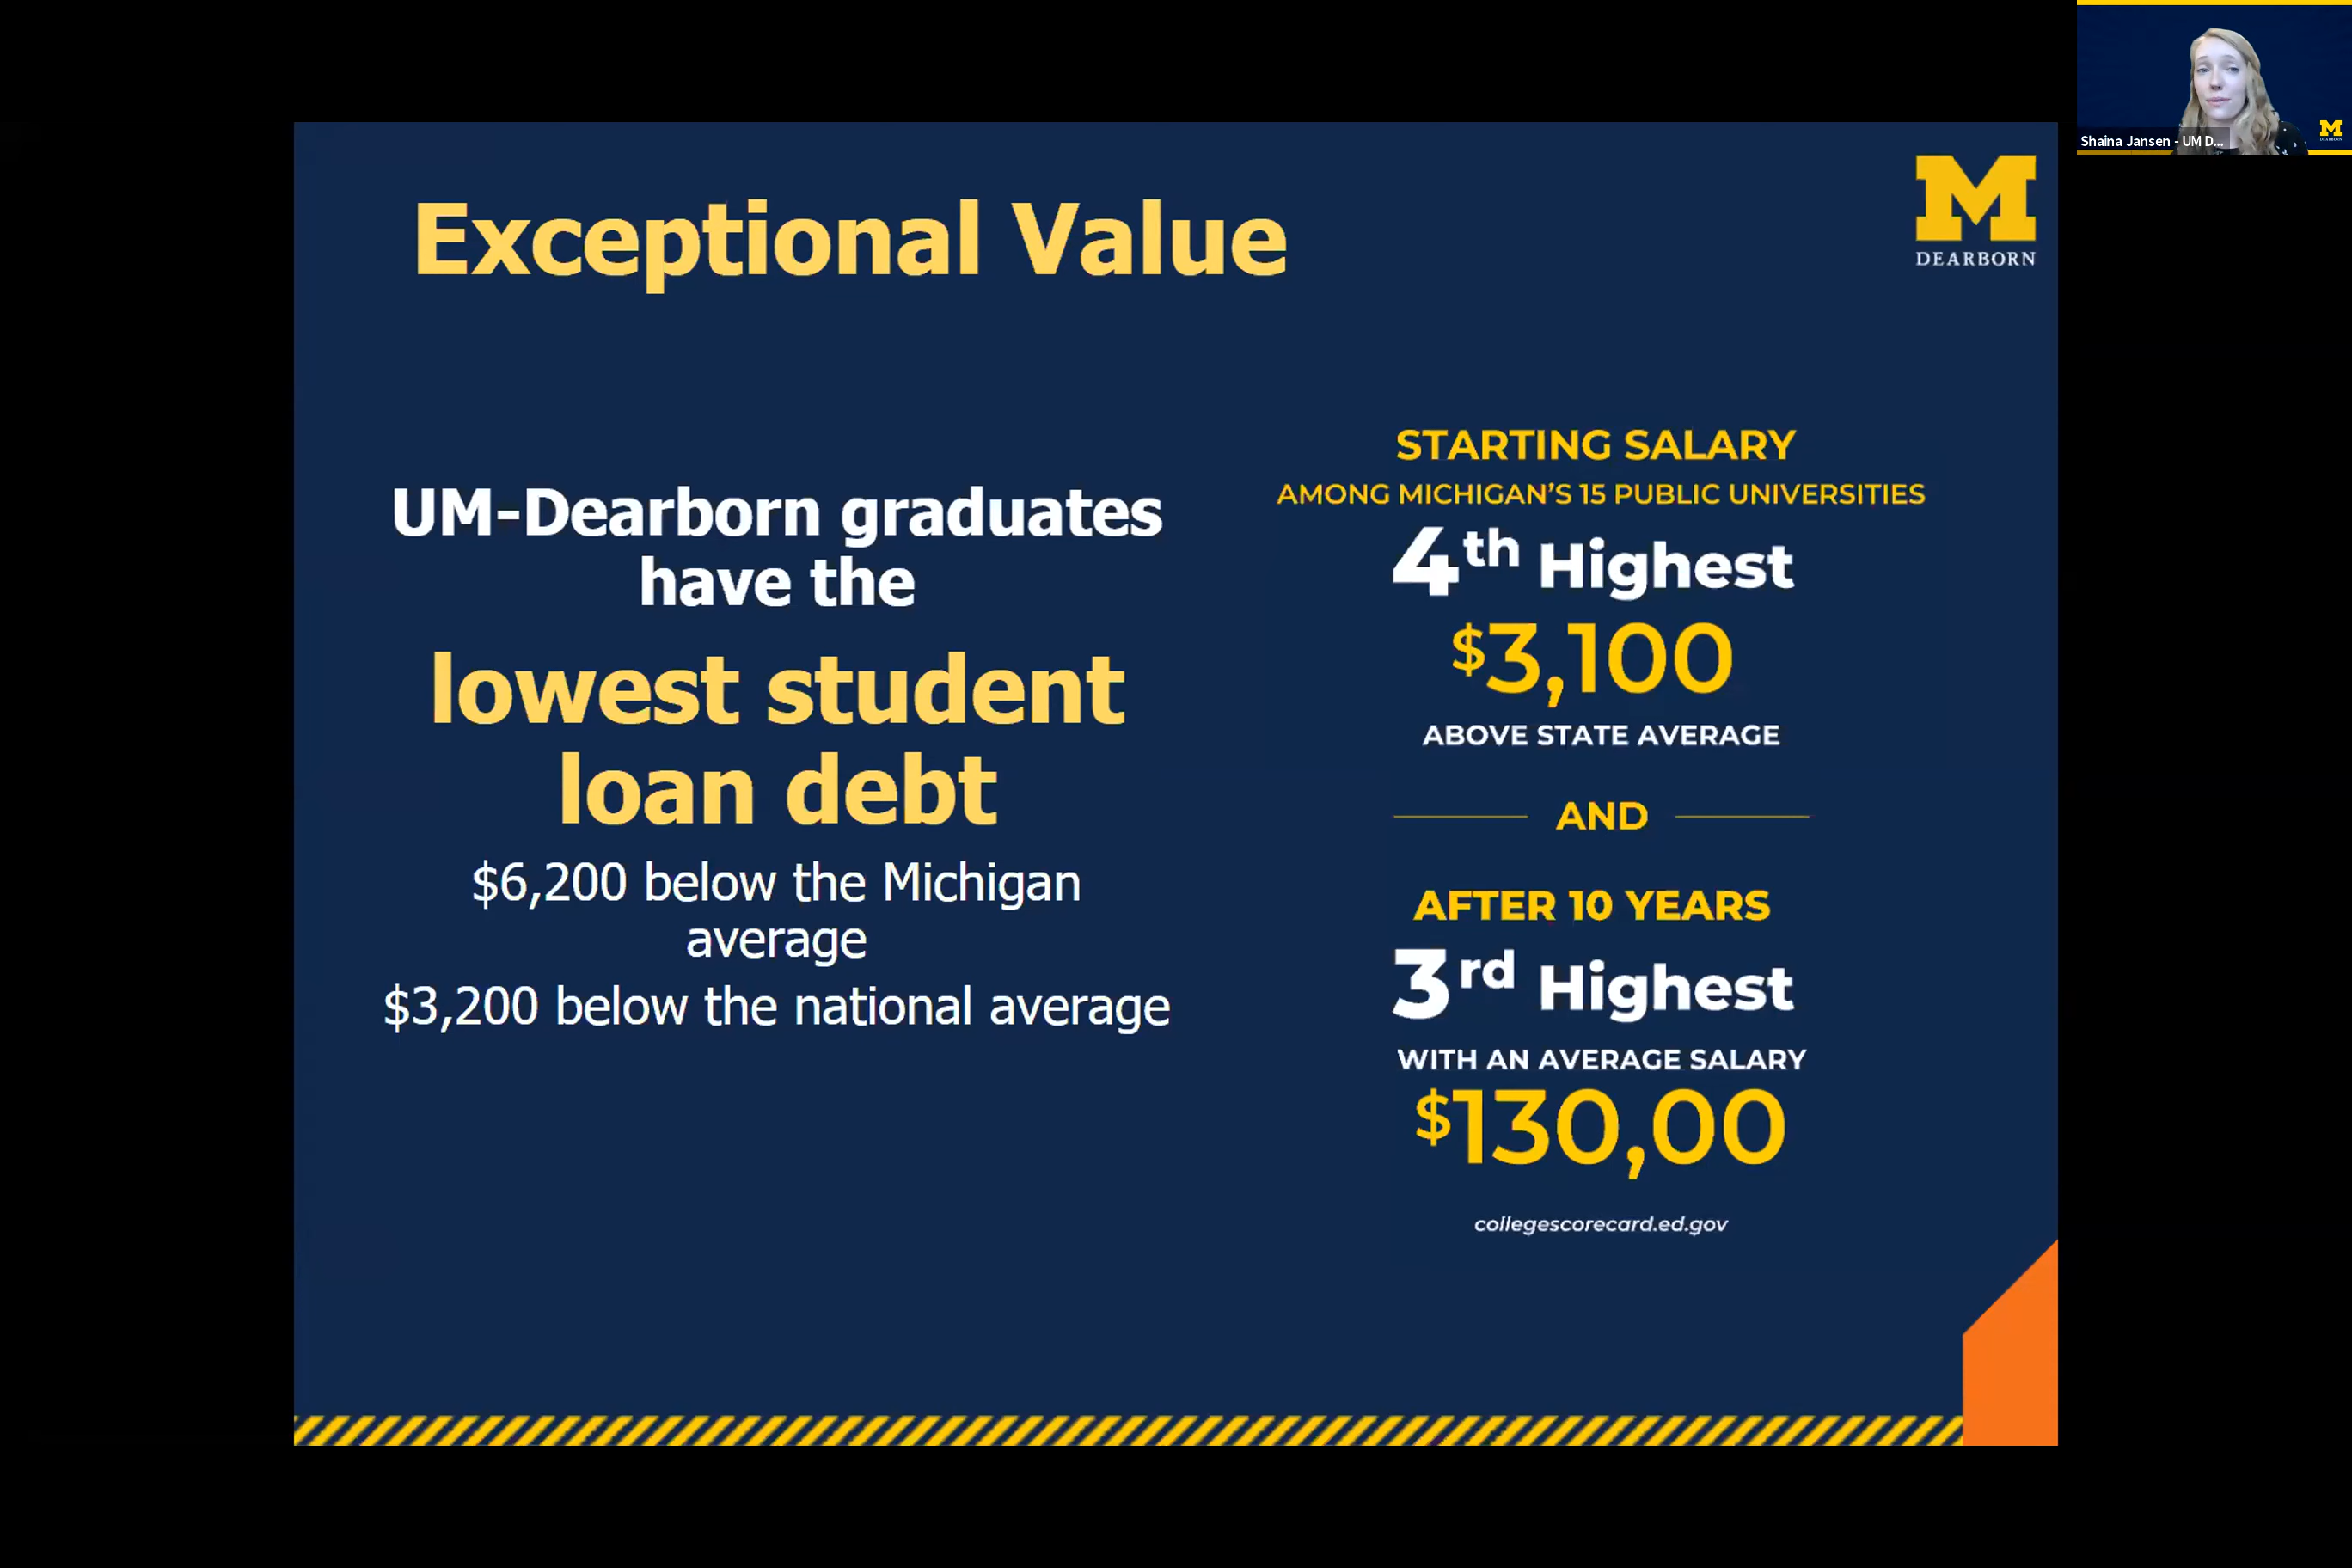 Exceptional Value
M
DEARBORN
UM-Dearborn graduates
have the
lowest student
loan debt
$6,200 below the Michigan
average
$3,200 below the national average
STARTING SALARY
AMONG MICHIGAN'S 15 PUBLIC UNIVERSITIES
4th Highest
$3,100
ABOVE STATE AVERAGE
AND
AFTER 10 YEARS
3rd Highest
WITH AN AVERAGE SALARY
$130,00
collegescorecard.ed.gov
Shaina Jansen - UM D...
M